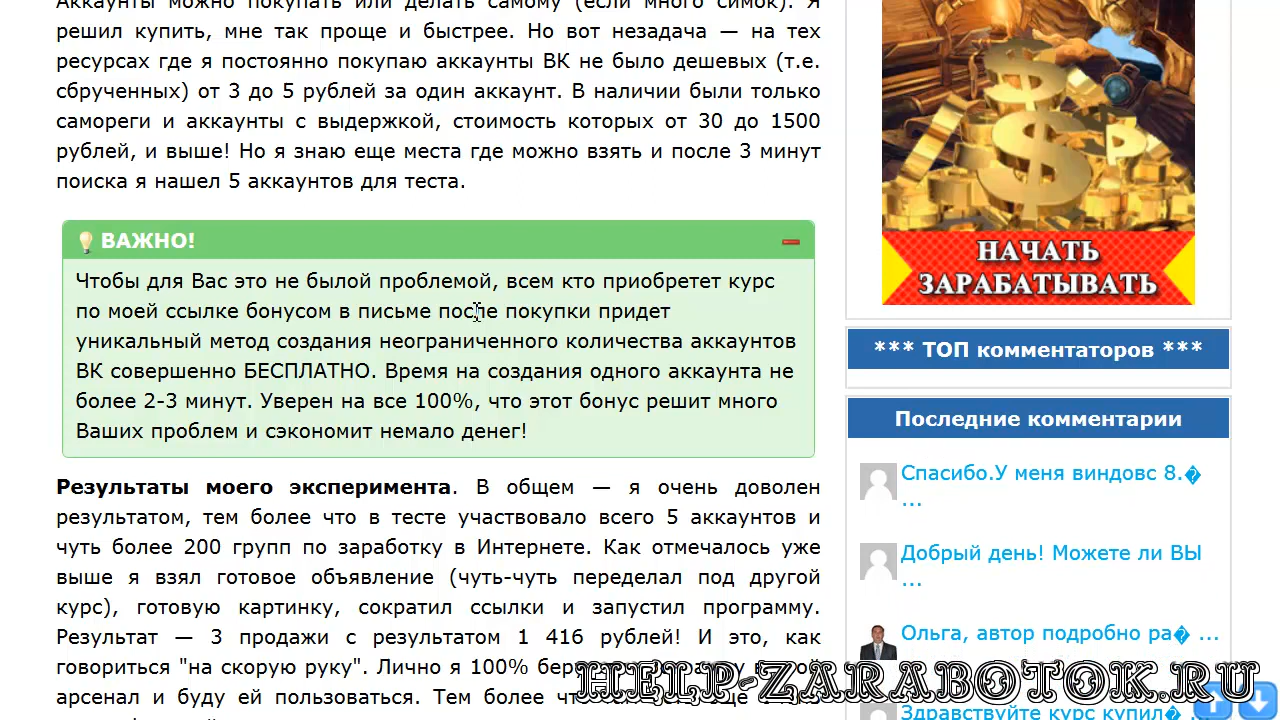 Аккаунты можно покупать или делать самому (если много симок). Я
решил купить, мне так проще и быстрее. Но вот незадача — на тех
ресурсах где я постоянно покупаю аккаунты ВК не было дешевых (т.е.
сбрученных) от 3 до 5 рублей за один аккаунт. В наличии были только
самореги и аккаунты с выдержкой, стоимость которых от 30 до 1500
рублей, и выше! Но я знаю еще места где можно взять и после 3 минут
поиска я нашел 5 аккаунтов для теста.
ВАЖНО!
Чтобы для Вас это не былой проблемой, всем кто приобретет курс
по моей ссылке бонусом в письме после покупки придет
уникальный метод создания неограниченного количества аккаунтов
ВК совершенно БЕСПЛАТНО. Время на создания одного аккаунта не
более 2-3 минут. Уверен на все 100%, что этот бонус решит много
Ваших проблем и сэкономит немало денег!
Результаты моего эксперимента. В общем — я очень доволен
результатом, тем более что в тесте участвовало всего 5 аккаунтов и
чуть более 200 групп по заработку в Интернете. Как отмечалось уже
выше я взял готовое объявление (чуть-чуть переделал под другой
курс), готовую картинку, сократил ссылки и запустил программу.
Результат — 3 продажи с результатом 1 416 рублей! И это, как
говориться "на скорую руку". Лично я 100%
арсенал и буду ей пользоваться. Тем более
НАЧАТЬ
ЗАРАБАТЫВАТЬ
*** ТОП комментаторов ***
Последние комментарии
Спасибо.У меня виндовс 8.�
...
Добрый день! Можете ли ВЫ
...
Ольга, автор подробно ра� ...
Здравствуйте курс купил� ...
HELP-ZARABOTOK.RU